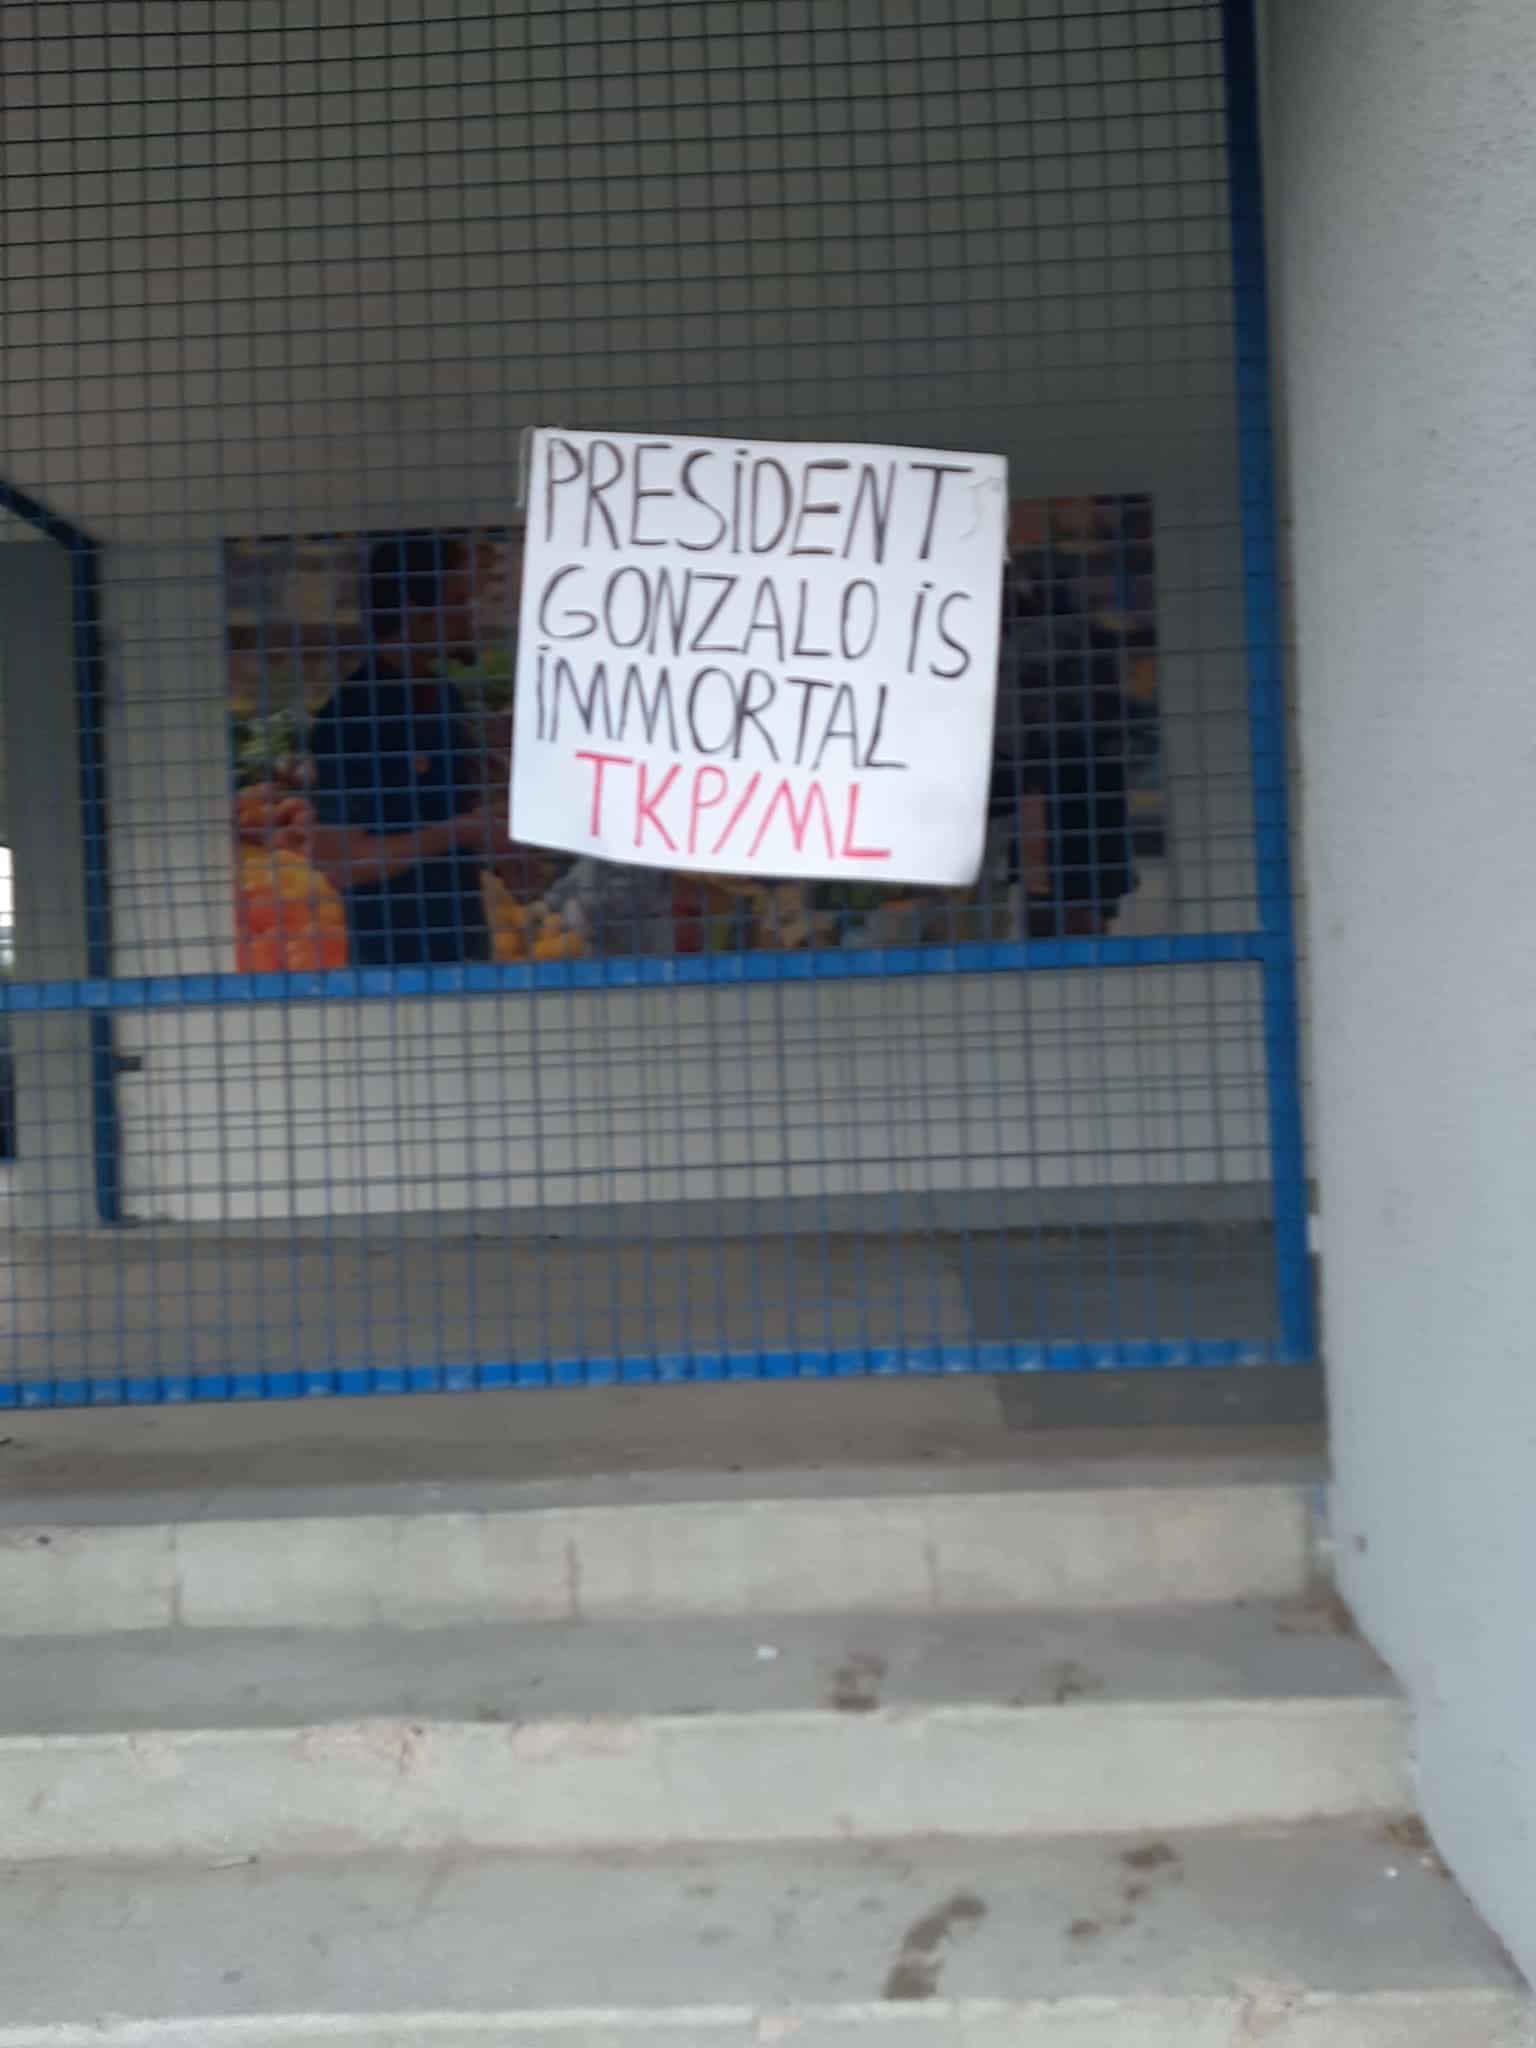 PRESIDENT
GONZALO iS
iMMORTAL
TKP/ML